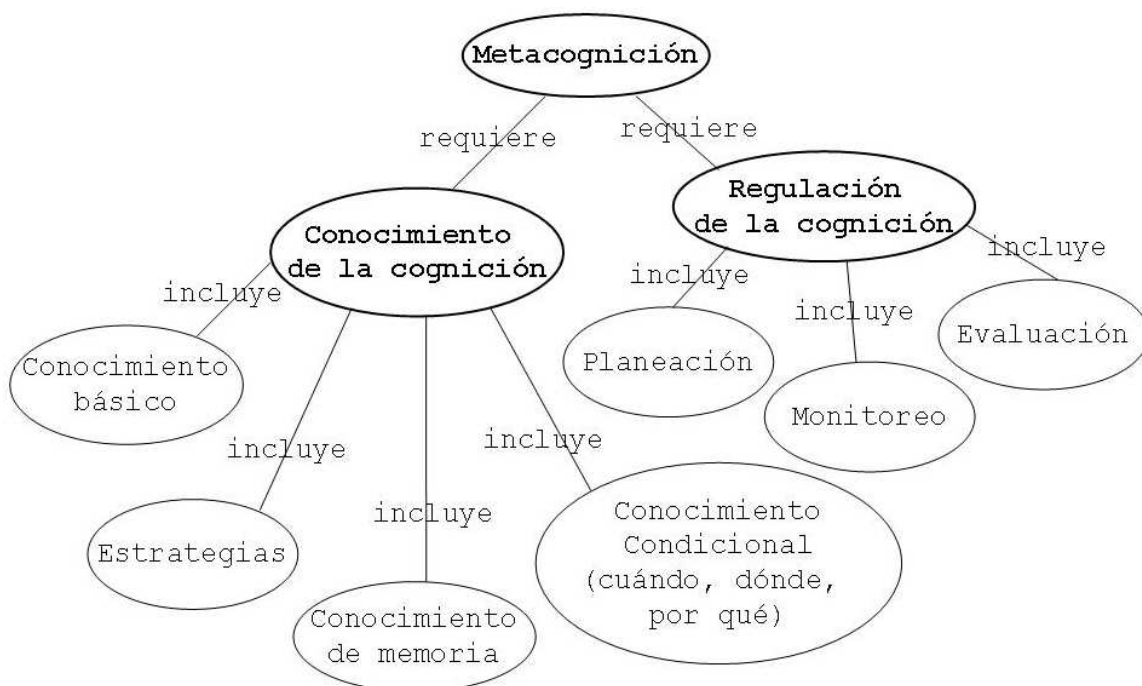 Metacognición
requiere
requiere
Conocimiento
de la cognición
Regulación
de la cognición
incluye
incluye
incluye
incluye
Conocimiento
básico
Planeación
Monitoreo
Evaluación
incluye
incluye
incluye
Estrategias
Conocimiento
de memoria
Conocimiento
Condicional
(cuándo, dónde,
por qué)